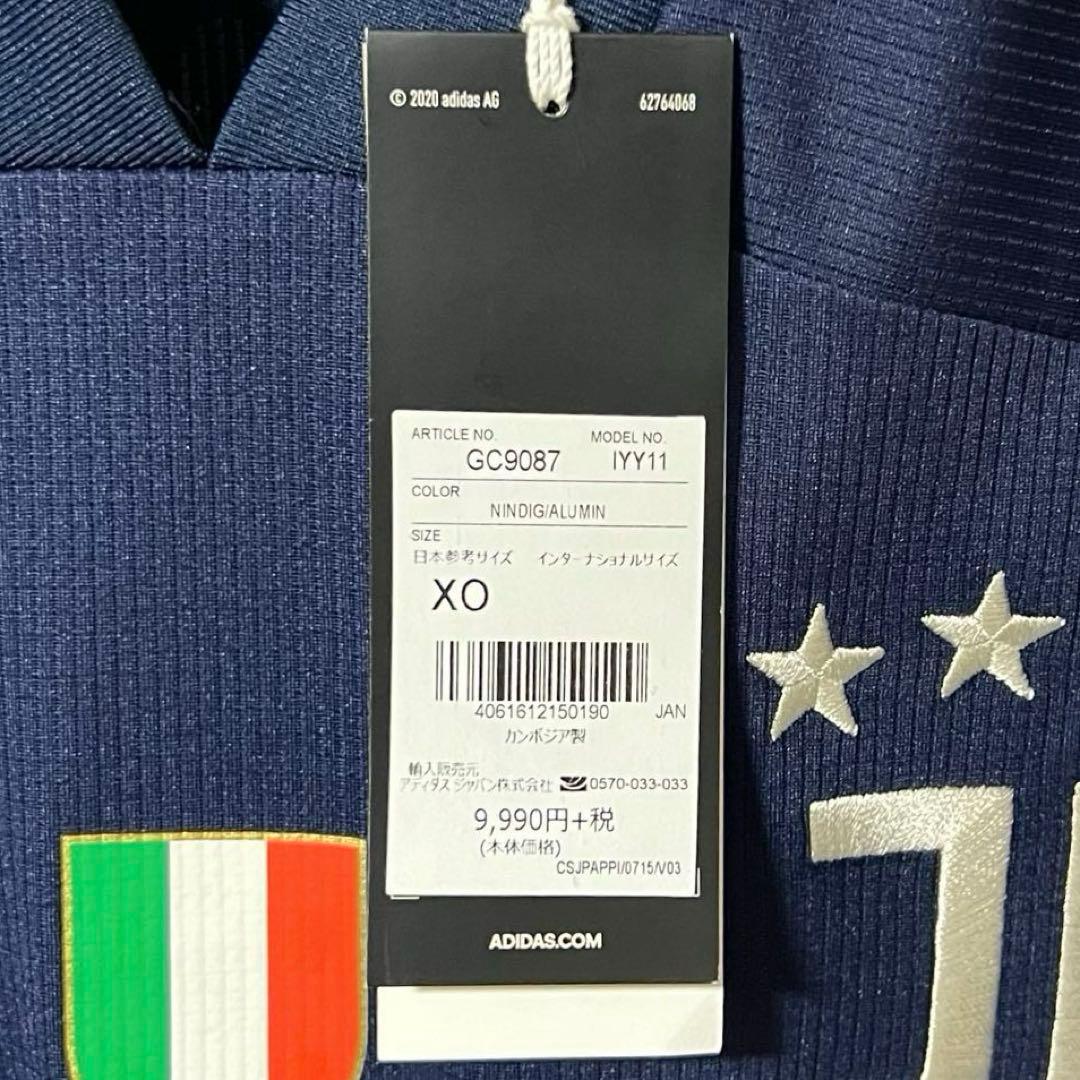 © 2020 adidas AG 62764068
ARTICLE NO. MODEL NO.
GC9087 IYY11
COLOR
NINDIG/ALUMIN
SIZE
日本参考サイズ インターナショナルサイズ
XO
4061612150190 JAN
カンボジア製
輸入販売元
アディダス ジャパン株式会社 0570-033-033
9,990円+税
(本体価格)
CSJPAPPI/0715/V03
ADIDAS.COM